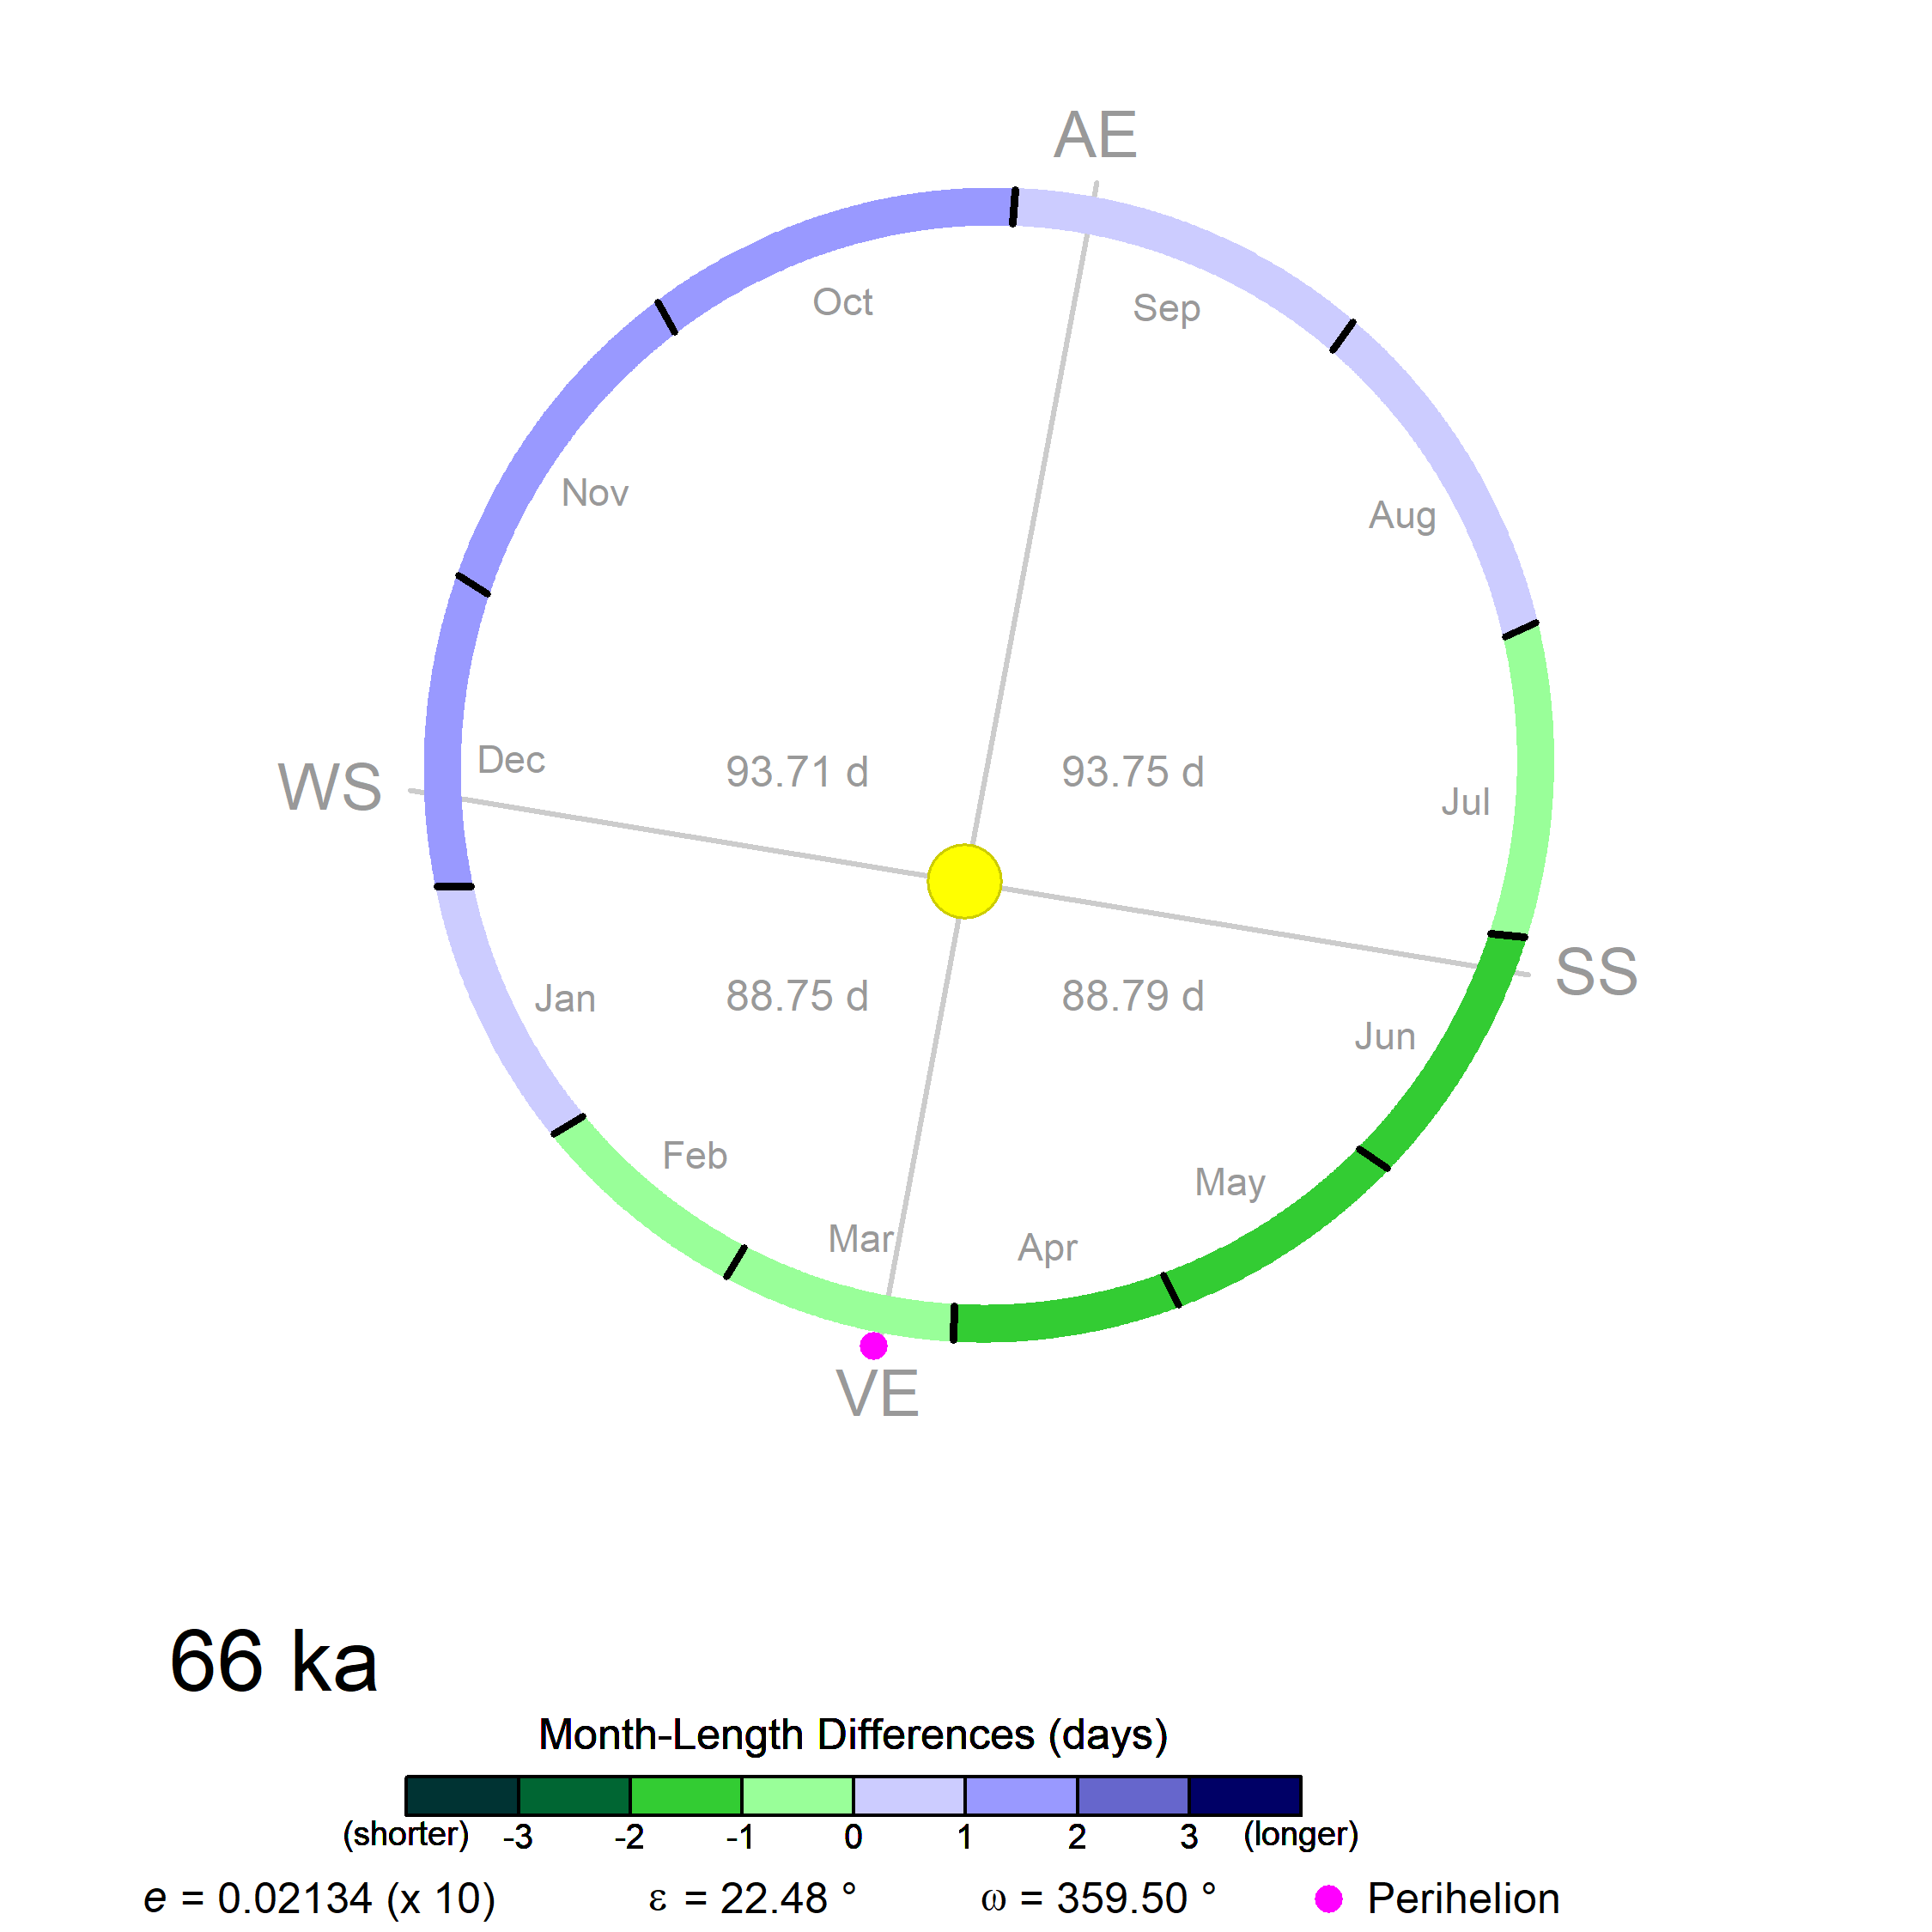 AE
Oct
Sep
Nov
Aug
WS
Dec
93.71 d
93.75 d
Jul
SS
Jan
88.75 d
88.79 d
Jun
Feb
May
Mar
Apr
VE
66 ka
Month-Length Differences (days)
(shorter) -3 -2 -1 0 1 2 3 (longer)
e = 0.02134 (x 10) ε = 22.48 ° ω = 359.50 ° Perihelion